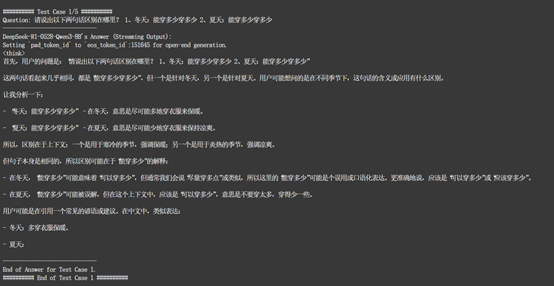 ========== Test Case 1/5 ==========
Question: 请说出以下两句话区别在哪里？ 1、冬天：能穿多少穿多少 2、夏天：能穿多少穿多少
------------------------------
DeepSeek-R1-0528-Qwen3-8B's Answer (Streaming Output):
Setting `pad_token_id` to `eos_token_id`:151645 for open-end generation.
<think>
首先，用户的问题是：“请说出以下两句话区别在哪里？ 1、冬天：能穿多少穿多少 2、夏天：能穿多少穿多少”
这两句话看起来几乎相同，都是“能穿多少穿多少”，但一个是针对冬天，另一个是针对夏天。用户可能想问的是在不同季节下，这句话的含义或应用有什么区别。
让我分析一下：
- “冬天：能穿多少穿多少” - 在冬天，意思是尽可能多地穿衣服来保暖。
- “夏天：能穿多少穿多少” - 在夏天，意思是尽可能少地穿衣服来保持凉爽。
所以，区别在于上下文：一个是用于寒冷的季节，强调保暖；另一个是用于炎热的季节，强调凉爽。
但句子本身是相同的，所以区别可能在于“能穿多少”的解释：
- 在冬天，“能穿多少”可能意味着“可以穿多少”，但通常我们会说“尽量穿多点”或类似，所以这里的“能穿多少”可能是个误用或口语化表达。更准确地说，应该是“可以穿多少”或“应该穿多少”。
- 在夏天，“能穿多少”可能被误解，但在这个上下文中，应该是“可以穿多少”，意思是不要穿太多，穿得少一些。
用户可能是在引用一个常见的谚语或建议。在中文中，类似表达：
- 冬天：多穿衣服保暖。
- 夏天：
------------------------------
End of Answer for Test Case 1.
========== End of Test Case 1 ==========